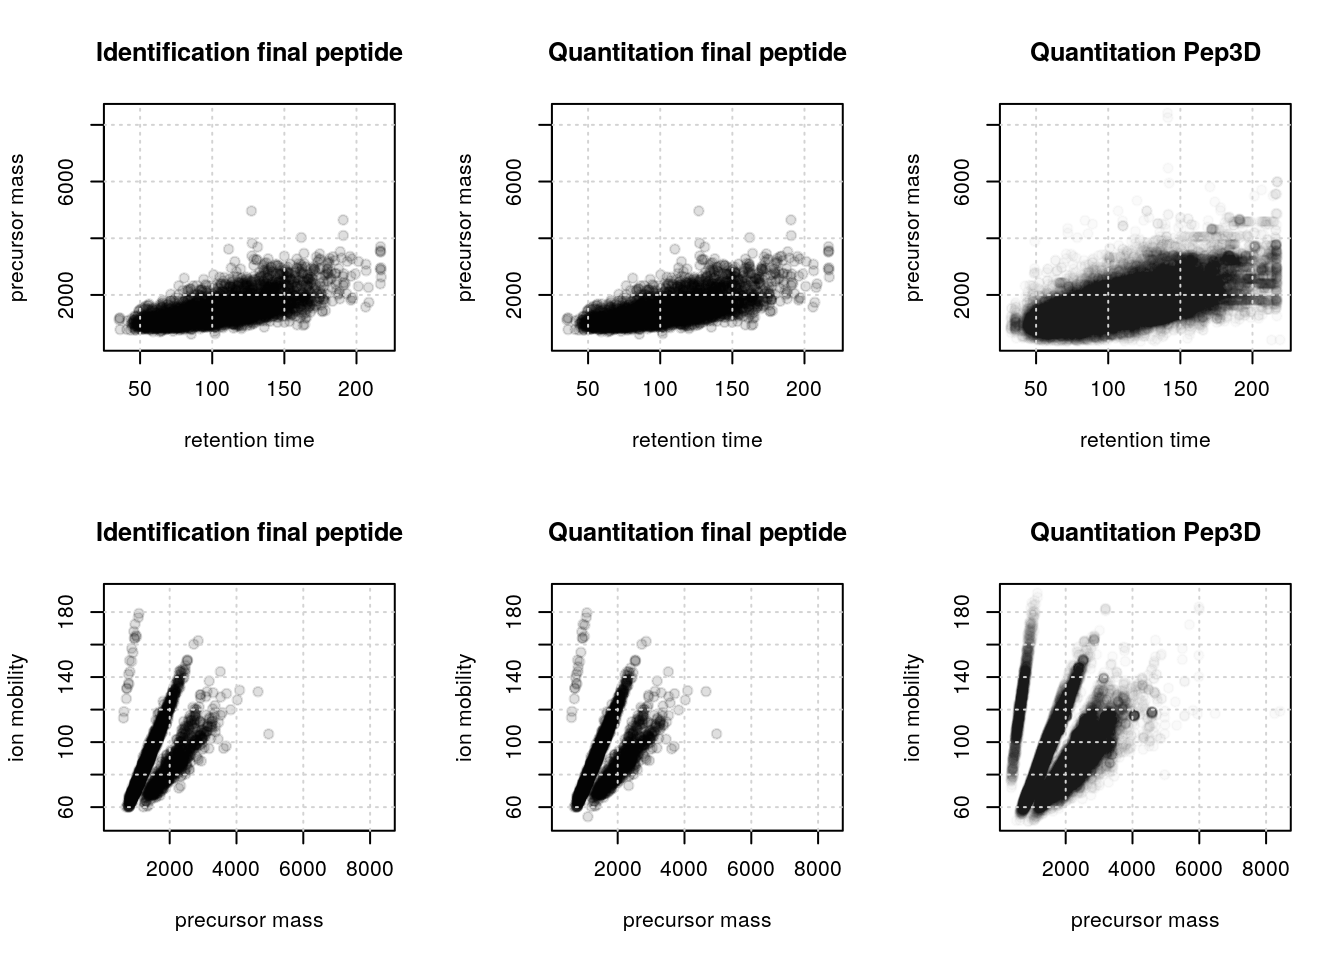 Identification final peptide
precursor mass
6000
2000
50 100 150 200
retention time
Quantitation final peptide
precursor mass
6000
2000
50 100 150 200
retention time
Quantitation Pep3D
precursor mass
6000
2000
50 100 150 200
retention time
Identification final peptide
ion mobility
180
140
100
60
2000 4000 6000 8000
precursor mass
Quantitation final peptide
ion mobility
180
140
100
60
2000 4000 6000 8000
precursor mass
Quantitation Pep3D
ion mobility
180
140
100
60
2000 4000 6000 8000
precursor mass